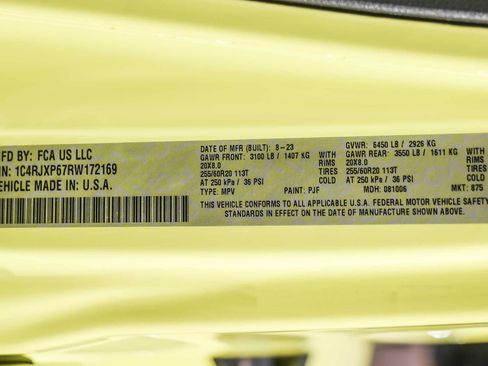 MFD BY: FCA US LLC
VIN: 1C4RJXP67RW172169
VEHICLE MADE IN U.S.A.
DATE OF MFR (BUILT): 8-23
GVWR: 6450 LB / 2926 KG
GAWR FRONT: 3100 LB / 1407 KG WITH
GAWR REAR: 3550 LB / 1611 KG WITH
20X8.0 RIMS
20X8.0 RIMS
255/60R20 113T TIRES
255/60R20 113T TIRES
AT 250 kPa / 36 PSI COLD
AT 250 kPa / 36 PSI COLD
TYPE: MPV PAINT: PJF MDH: 081006 MKT: 875
THIS VEHICLE CONFORMS TO ALL APPLICABLE U.S.A. FEDERAL MOTOR VEHICLE SAFETY
STANDARDS IN EFFECT ON THE DATE OF MANUFACTURE SHOWN ABOVE.